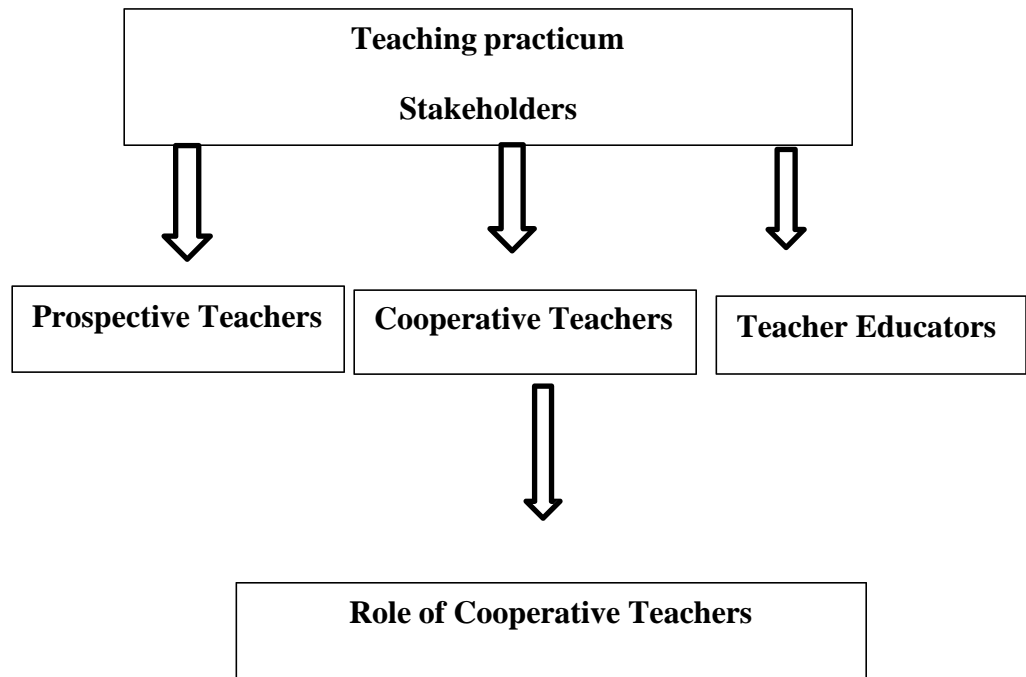 Teaching practicum
Stakeholders
Prospective Teachers
Cooperative Teachers
Teacher Educators
Role of Cooperative Teachers